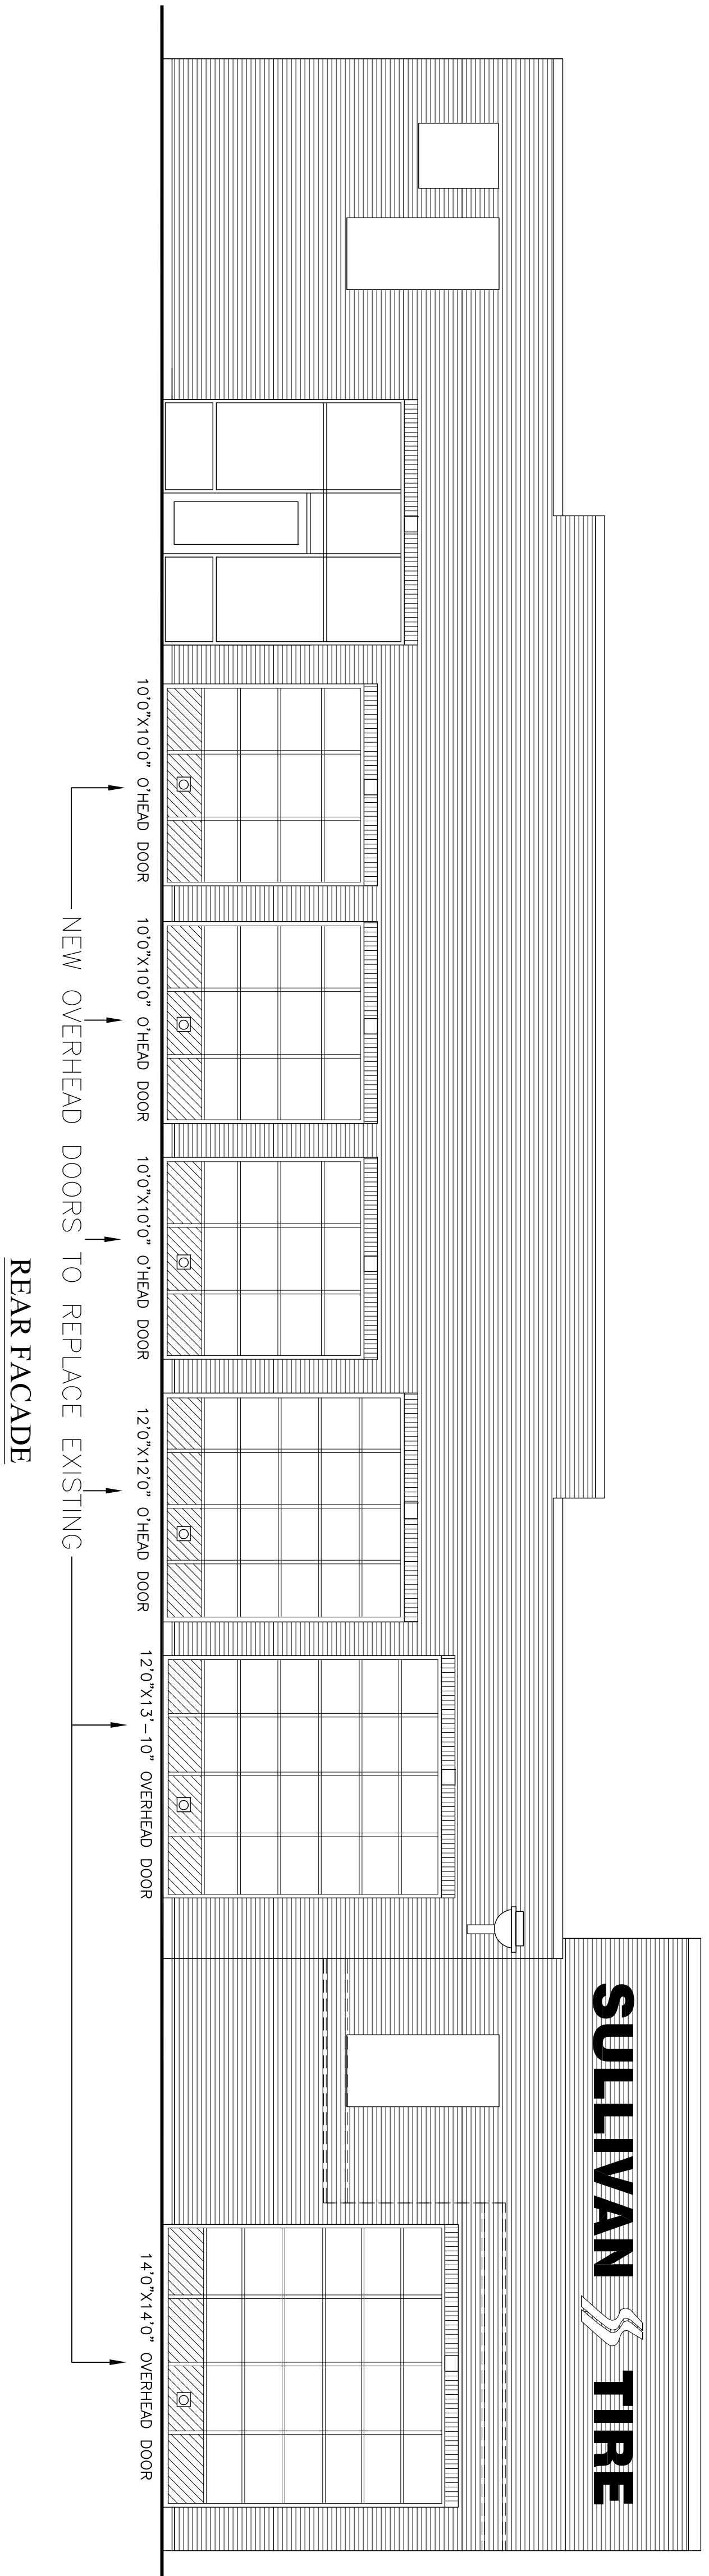 SULLIVAN TIRE
10'0"X10'0" O'HEAD DOOR
10'0"X10'0" O'HEAD DOOR
10'0"X10'0" O'HEAD DOOR
12'0"X12'0" O'HEAD DOOR
12'0"X13'-10" OVERHEAD DOOR
14'0"X14'0" OVERHEAD DOOR
NEW OVERHEAD DOORS TO REPLACE EXISTING
REAR FACADE